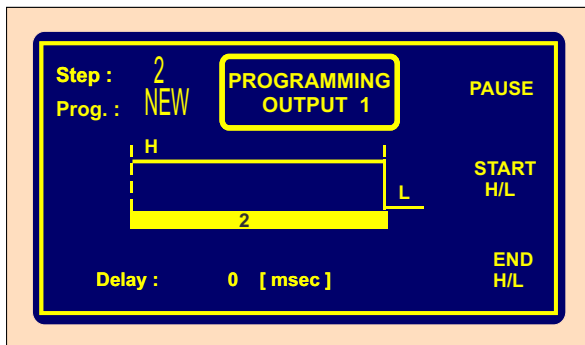 Step : 2
Prog. : NEW
PROGRAMMING
OUTPUT 1
PAUSE
H
START
H/L
L
2
END
H/L
Delay : 0 [ msec ]